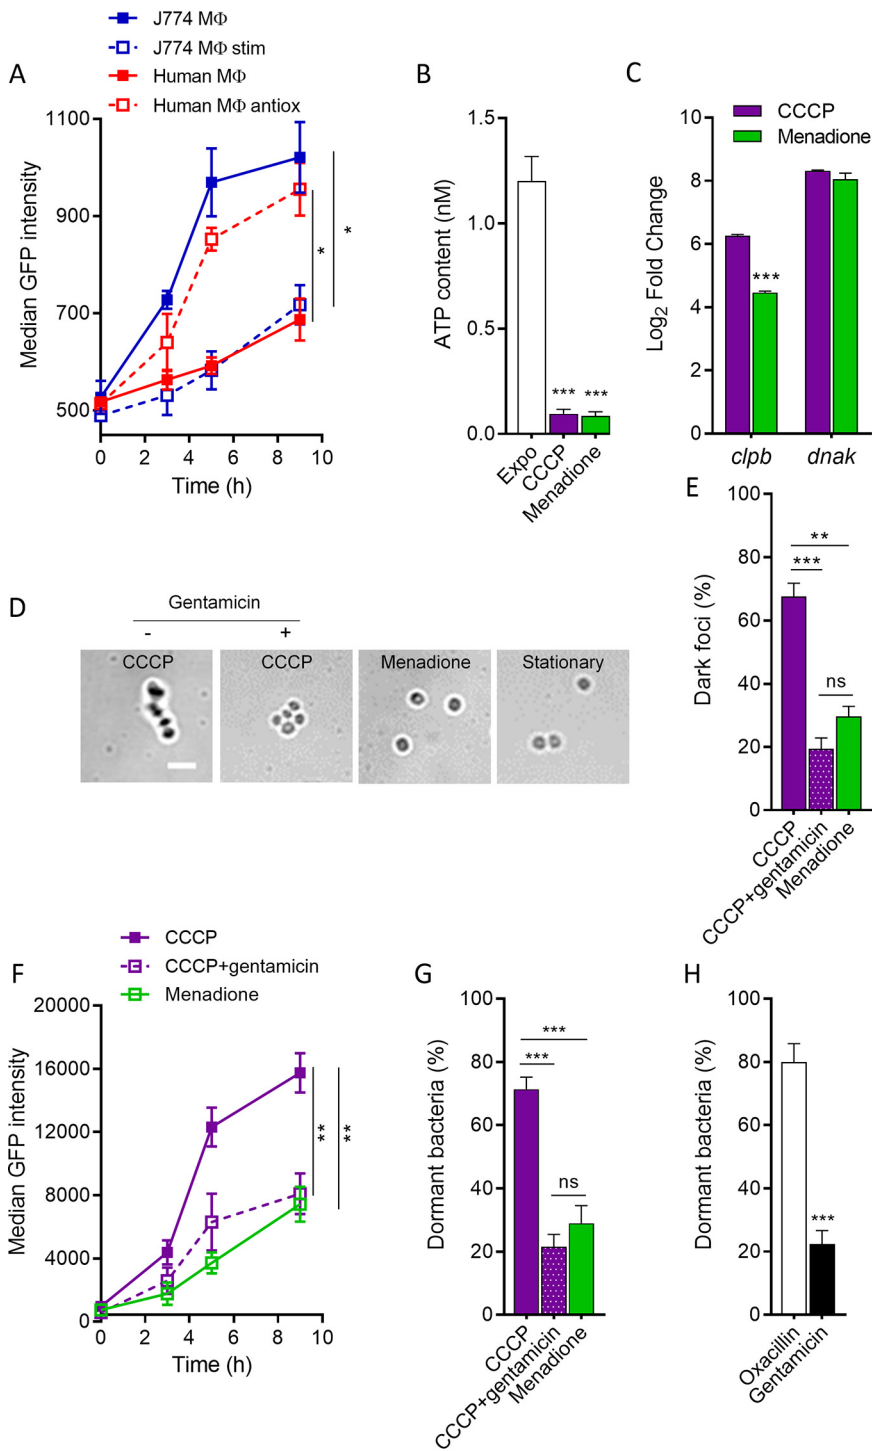 A
J774 MΦ
J774 MΦ stim
Human MΦ
Human MΦ antiox
Median GFP intensity
1100
900
700
500
*
*
0 2 4 6 8 10
Time (h)
B
ATP content (nM)
1.5
1.0
0.5
0.0
*** ***
Expo
CCCP
Menadione
C
CCCP
Menadione
Log2 Fold Change
10
8
6
4
2
0
***
clpb dnak
D
Gentamicin
- +
CCCP CCCP Menadione Stationary
E
Dark foci (%)
100
80
60
40
20
0
**
***
ns
CCCP
CCCP+gentamicin
Menadione
F
CCCP
CCCP+gentamicin
Menadione
Median GFP intensity
20000
16000
12000
8000
4000
0
** **
0 2 4 6 8 10
Time (h)
G
Dormant bacteria (%)
100
80
60
40
20
0
***
***
ns
CCCP
CCCP+gentamicin
Menadione
H
Dormant bacteria (%)
100
80
60
40
20
0
***
Oxacillin
Gentamicin